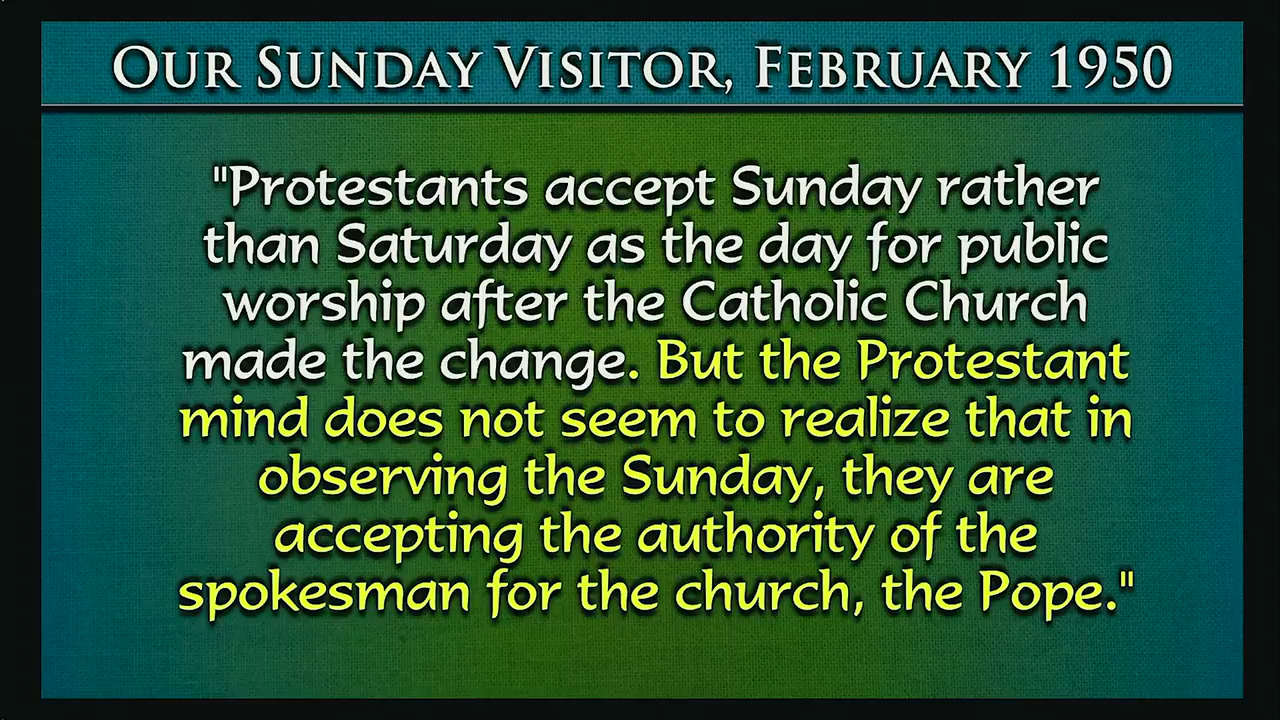 Our Sunday Visitor, February 1950
"Protestants accept Sunday rather
than Saturday as the day for public
worship after the Catholic Church
made the change. But the Protestant
mind does not seem to realize that in
observing the Sunday, they are
accepting the authority of the
spokesman for the church, the Pope."